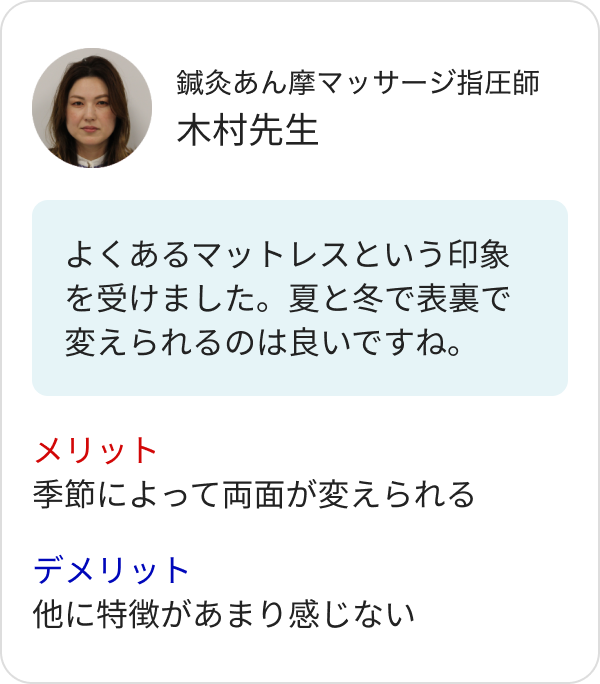 鍼灸あん摩マッサージ指圧師
木村先生
よくあるマットレスという印象
を受けました。夏と冬で表裏で
変えられるのは良いですね。
メリット
季節によって両面が変えられる
デメリット
他に特徴があまり感じない